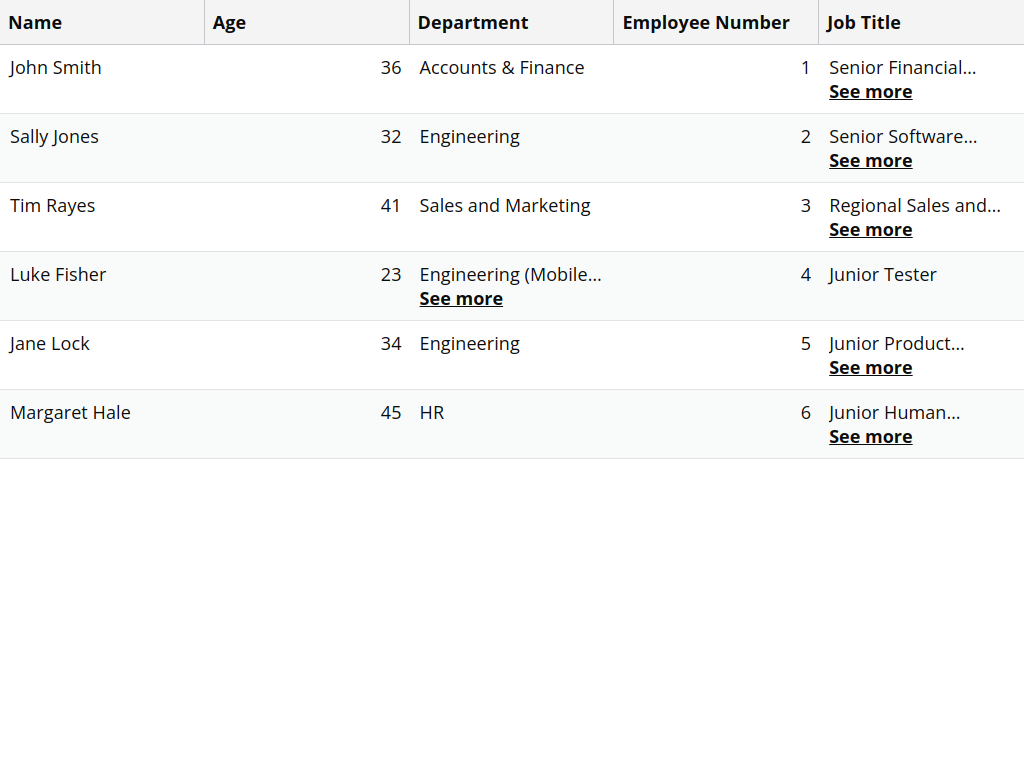 Name Age Department Employee Number Job Title
John Smith 36 Accounts & Finance 1 Senior Financial...
See more
Sally Jones 32 Engineering 2 Senior Software...
See more
Tim Rayes 41 Sales and Marketing 3 Regional Sales and...
See more
Luke Fisher 23 Engineering (Mobile... 4 Junior Tester
See more
Jane Lock 34 Engineering 5 Junior Product...
See more
Margaret Hale 45 HR 6 Junior Human...
See more